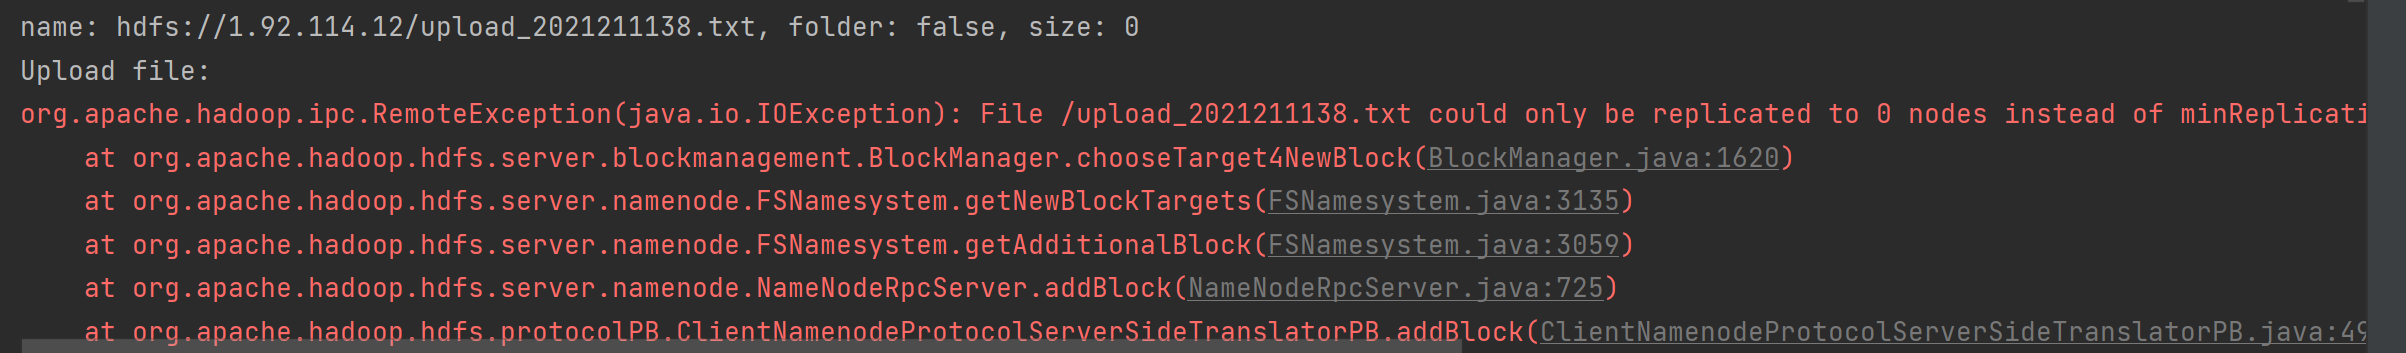 name: hdfs://1.92.114.12/upload_2021211138.txt, folder: false, size: 0
Upload file:
org.apache.hadoop.ipc.RemoteException(java.io.IOException): File /upload_2021211138.txt could only be replicated to 0 nodes instead of minReplicati
at org.apache.hadoop.hdfs.server.blockmanagement.BlockManager.chooseTarget4NewBlock(BlockManager.java:1620)
at org.apache.hadoop.hdfs.server.namenode.FSNamesystem.getNewBlockTargets(FSNamesystem.java:3135)
at org.apache.hadoop.hdfs.server.namenode.FSNamesystem.getAdditionalBlock(FSNamesystem.java:3059)
at org.apache.hadoop.hdfs.server.namenode.NameNodeRpcServer.addBlock(NameNodeRpcServer.java:725)
at org.apache.hadoop.hdfs.protocolPB.ClientNamenodeProtocolServerSideTranslatorPB.addBlock(ClientNamenodeProtocolServerSideTranslatorPB.java:49